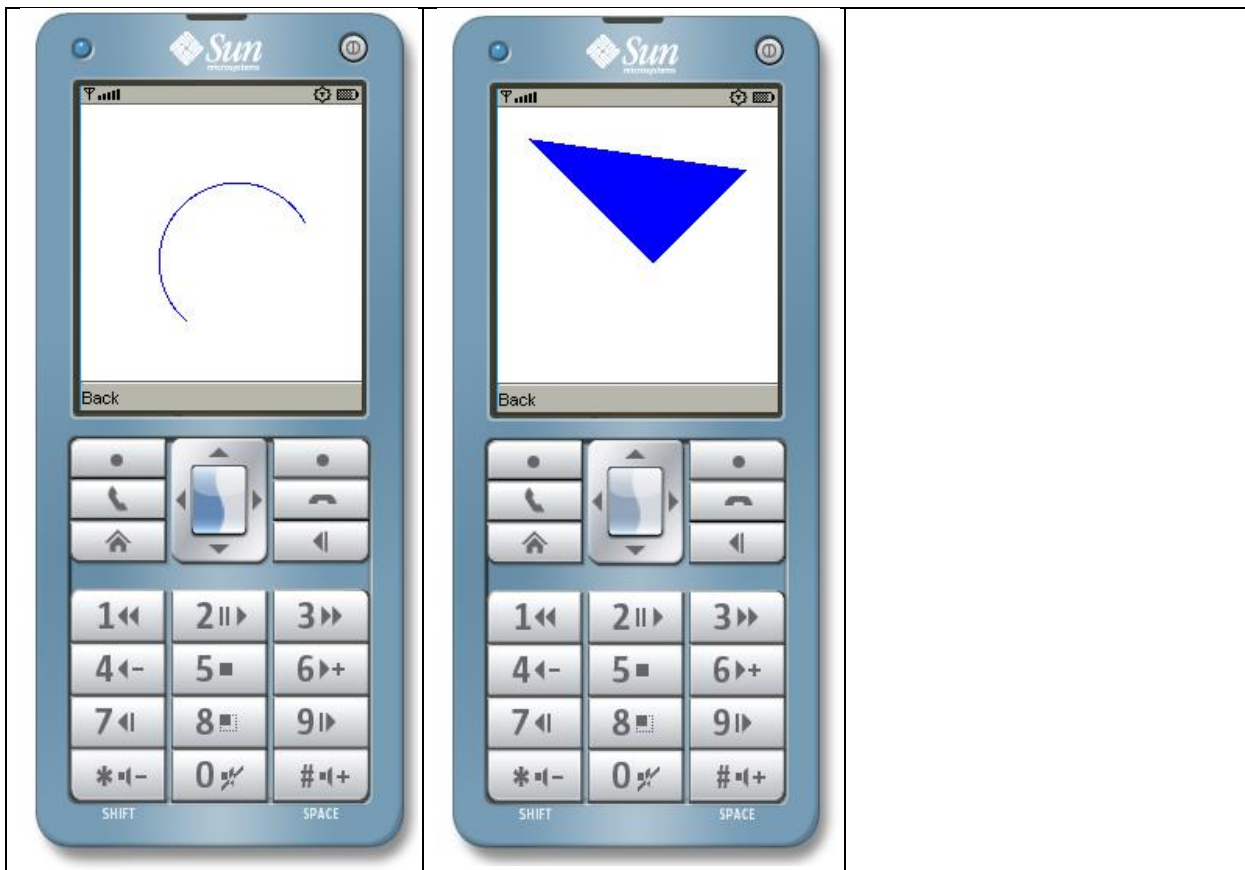 Sun
microsystems
Back
1
2
3
4 -
5
6 +
7
8
9
* -
0
# +
SHIFT
SPACE
Sun
microsystems
Back
1
2
3
4 -
5
6 +
7
8
9
* -
0
# +
SHIFT
SPACE